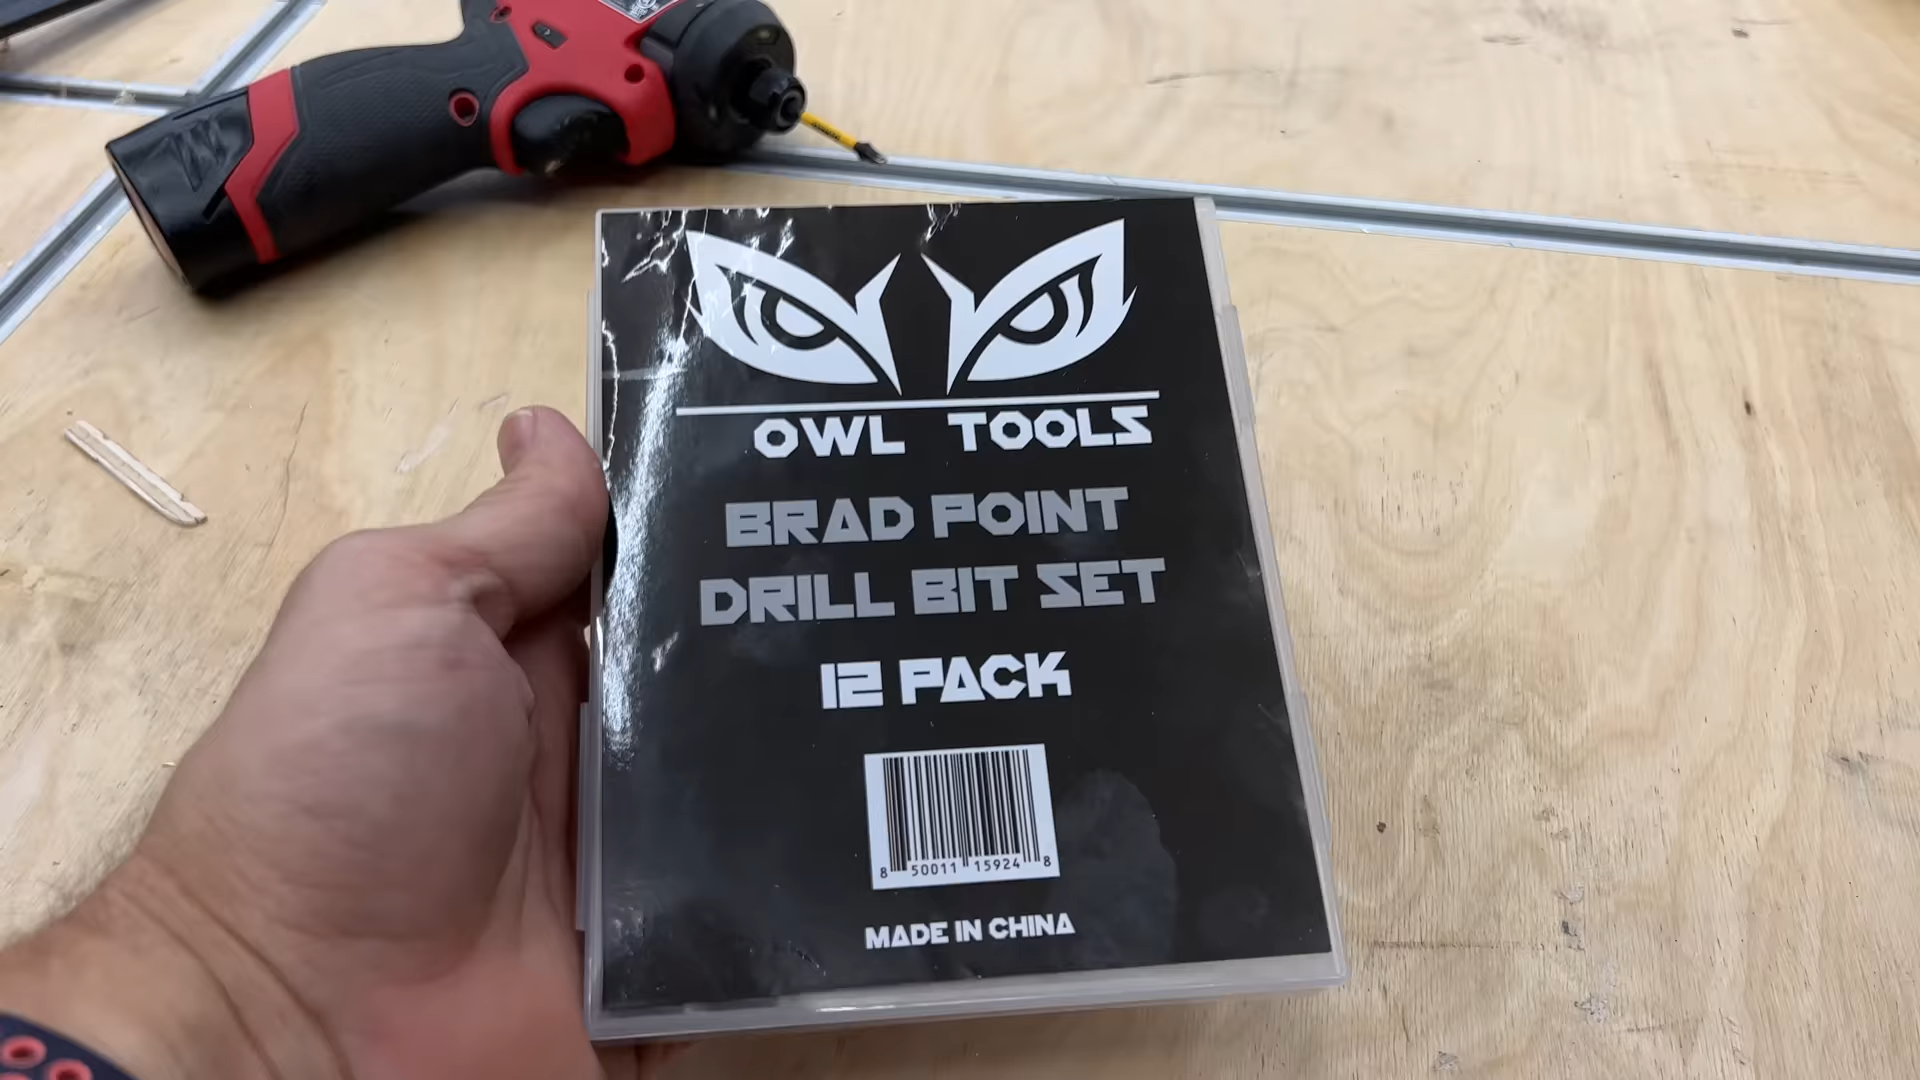 OWL TOOLS
BRAD POINT
DRILL BIT SET
12 PACK
8 50011 15924 8
MADE IN CHINA